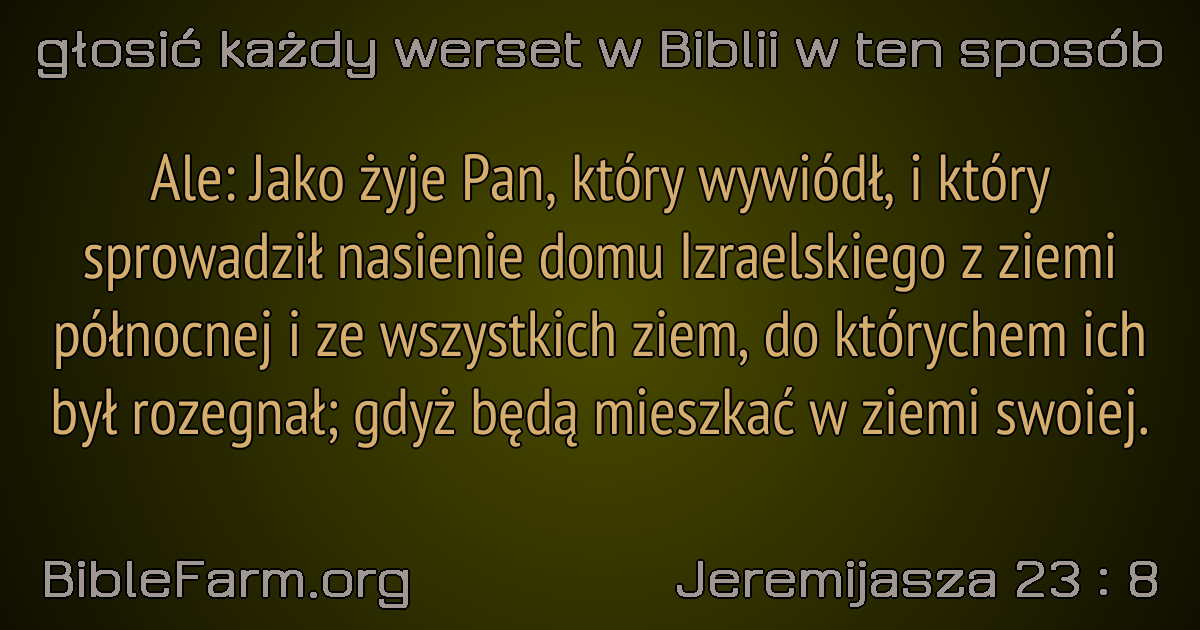 głosić każdy werset w Biblii w ten sposób
Ale: Jako żyje Pan, który wywiódł, i który
sprowadził nasienie domu Izraelskiego z ziemi
północnej i ze wszystkich ziem, do którychem ich
był rozegnał; gdyż będą mieszkać w ziemi swoiej.
BibleFarm.org
Jeremijasza 23 : 8